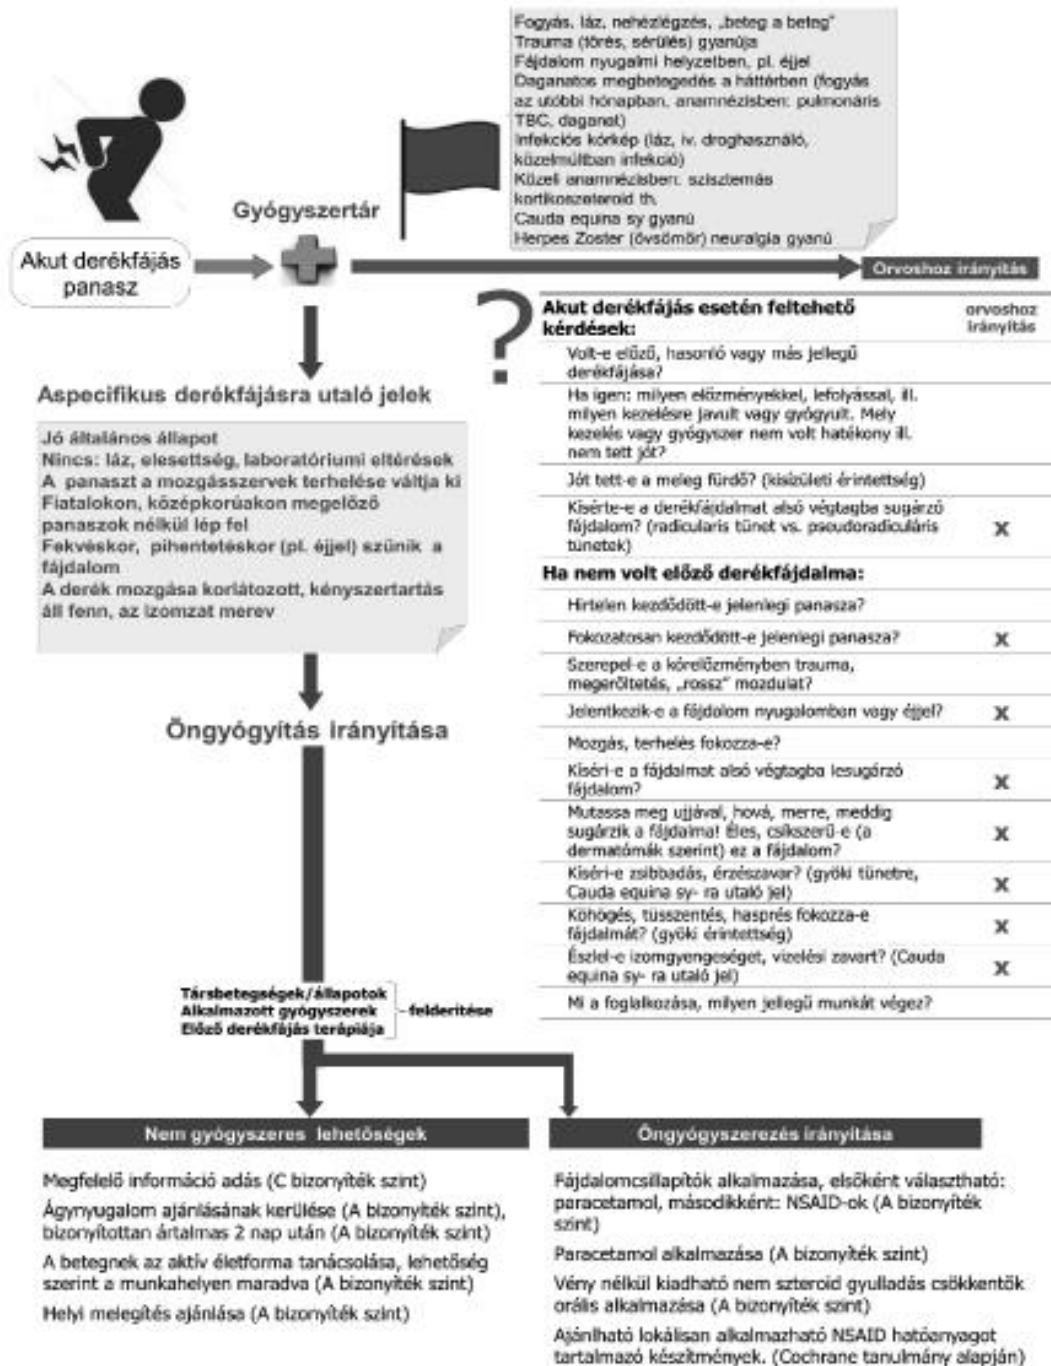 Fogyás, láz, nehézlégzés, „beteg a beteg"
Trauma (törés, sérülés) gyanúja
Fájdalom nyugalmi helyzetben, pl. éjjel
Daganatos megbetegedés a háttérben (fogyás
az utóbbi hónapban, anamnézisben: pulmonáris
TBC, daganat)
Infekciós kórkép (láz, iv. droghasználó,
közelmúltban infekció)
Közeli anamnézisben: szisztémás
kortikoszteroid th.
Cauda equina sy gyanú
Herpes Zoster (övsömör) neuralgia gyanú
Gyógyszertár
Akut derékfájás
panasz
Orvoshoz irányítás
?
Akut derékfájás esetén feltehető
kérdések:
orvoshoz
irányítás
Volt-e előző, hasonló vagy más jellegű
derékfájása?
Ha igen: milyen előzményekkel, lefolyással, ill.
milyen kezelésre javult vagy gyógyult. Mely
kezelés vagy gyógyszer nem volt hatékony ill.
nem tett jót?
Jót tett-e a meleg fürdő? (kisízületi érintettség)
Kísérte-e a derékfájdalmat alsó végtagba sugárzó
fájdalom? (radicularis tünet vs. pseudoradiculáris
tünetek)
X
Ha nem volt előző derékfájdalma:
Hirtelen kezdődött-e jelenlegi panasza?
Fokozatosan kezdődött-e jelenlegi panasza? X
Szerepel-e a kórelőzményben trauma,
megerőltetés, „rossz" mozdulat?
Jelentkezik-e a fájdalom nyugalomban vagy éjjel? X
Mozgás, terhelés fokozza-e?
Kíséri-e a fájdalmat alsó végtagba lesugárzó
fájdalom?
X
Mutassa meg ujjával, hová, merre, meddig
sugárzik a fájdalma! Éles, csíkszerű-e (a
dermatómák szerint) ez a fájdalom?
X
Kíséri-e zsibbadás, érzészavar? (gyöki tünetre,
Cauda equina sy- ra utaló jel)
X
Köhögés, tüsszentés, hasprés fokozza-e
fájdalmát? (gyöki érintettség)
X
Észlel-e izomgyengeséget, vizelési zavart? (Cauda
equina sy- ra utaló jel)
X
Mi a foglalkozása, milyen jellegű munkát végez?
Aspecifikus derékfájásra utaló jelek
Jó általános állapot
Nincs: láz, elesettség, laboratóriumi eltérések
A panaszt a mozgásszervek terhelése váltja ki
Fiatalokon, középkorúakon megelőző
panaszok nélkül lép fel
Fekvéskor, pihentetéskor (pl. éjjel) szűnik a
fájdalom
A derék mozgása korlátozott, kényszertartás
áll fenn, az izomzat merev
Öngyógyítás irányítása
Társbetegségek/állapotok
Alkalmazott gyógyszerek
Előző derékfájás terápiája
felderítése
Nem gyógyszeres lehetőségek
Megfelelő információ adás (C bizonyíték szint)
Ágynyugalom ajánlásának kerülése (A bizonyíték szint),
bizonyítottan ártalmas 2 nap után (A bizonyíték szint)
A betegnek az aktív életforma tanácsolása, lehetőség
szerint a munkahelyen maradva (A bizonyíték szint)
Helyi melegítés ajánlása (A bizonyíték szint)
Öngyógyszerezés irányítása
Fájdalomcsillapítók alkalmazása, elsőként választható:
paracetamol, másodikként: NSAID-ok (A bizonyíték
szint)
Paracetamol alkalmazása (A bizonyíték szint)
Vény nélkül kiadható nem szteroid gyulladás csökkentők
orális alkalmazása (A bizonyíték szint)
Ajánlható lokálisan alkalmazható NSAID hatóanyagot
tartalmazó készítmények. (Cochrane tanulmány alapján)